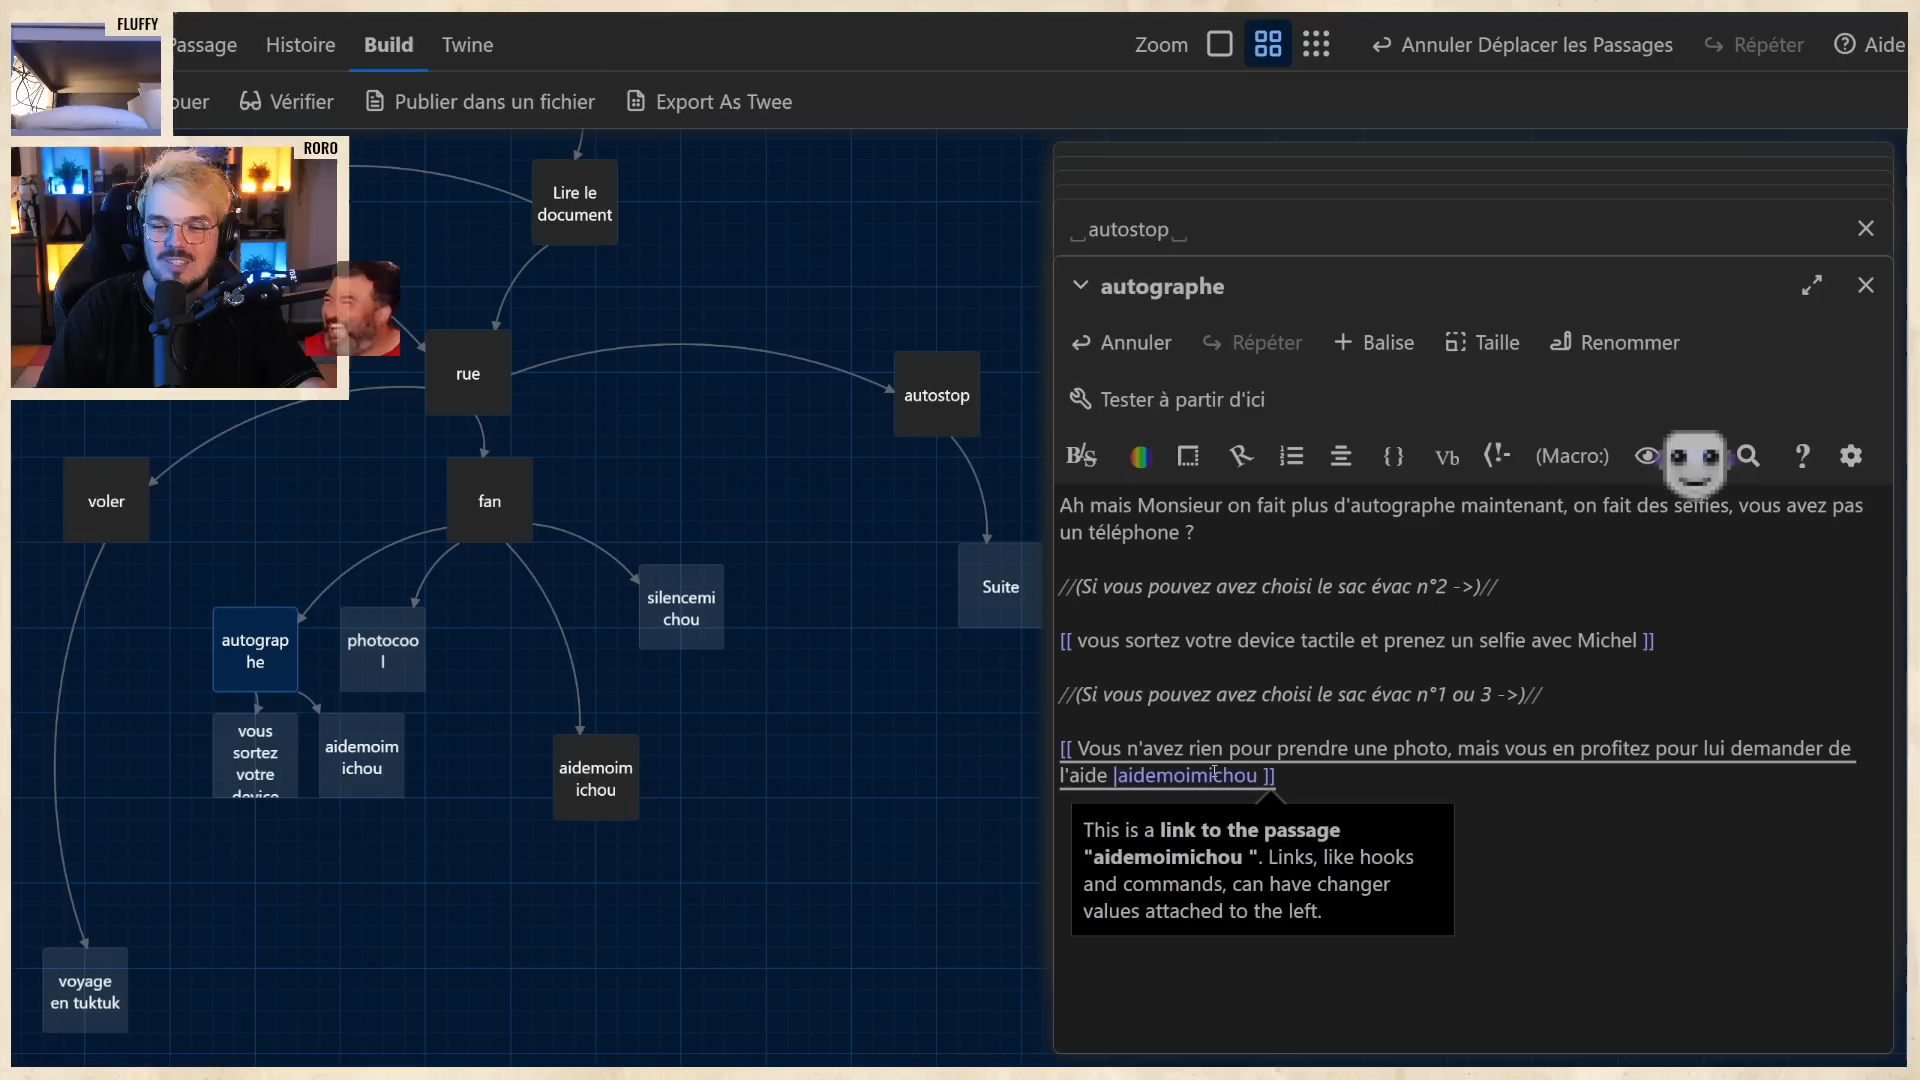 FLUFFY
RORO
Passage Histoire Build Twine
Zoom Annuler Déplacer les Passages Répéter Aide
ouer Vérifier Publier dans un fichier Export As Twee
Lire le
document
rue
autostop
voler
fan
Suite
silencemi
chou
autograp
he
photocoo
l
vous
sortez
votre
device
aidemoim
ichou
aidemoim
ichou
voyage
en tuktuk
autostop
autographe
Annuler Répéter Balise Taille Renommer
Tester à partir d'ici
(Macro:)
Ah mais Monsieur on fait plus d'autographe maintenant, on fait des selfies, vous avez pas
un téléphone ?
//(Si vous pouvez avez choisi le sac évac n°2 ->)//
[[ vous sortez votre device tactile et prenez un selfie avec Michel ]]
//(Si vous pouvez avez choisi le sac évac n°1 ou 3 ->)//
[[ Vous n'avez rien pour prendre une photo, mais vous en profitez pour lui demander de
l'aide |aidemoimichou ]]
This is a link to the passage
"aidemoimichou ". Links, like hooks
and commands, can have changer
values attached to the left.